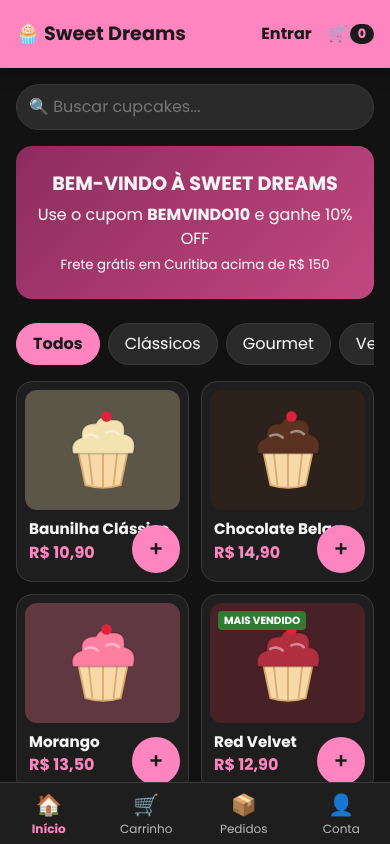 Sweet Dreams
Entrar
0
Buscar cupcakes...
BEM-VINDO À SWEET DREAMS
Use o cupom BEMVINDO10 e ganhe 10%
OFF
Frete grátis em Curitiba acima de R$ 150
Todos
Clássicos
Gourmet
Ve
Baunilha
R$ 10,90
+
Chocolate
R$ 14,90
+
Morango
R$ 13,50
+
MAIS VENDIDO
Red Velvet
R$ 12,90
+
Início
Carrinho
Pedidos
Conta